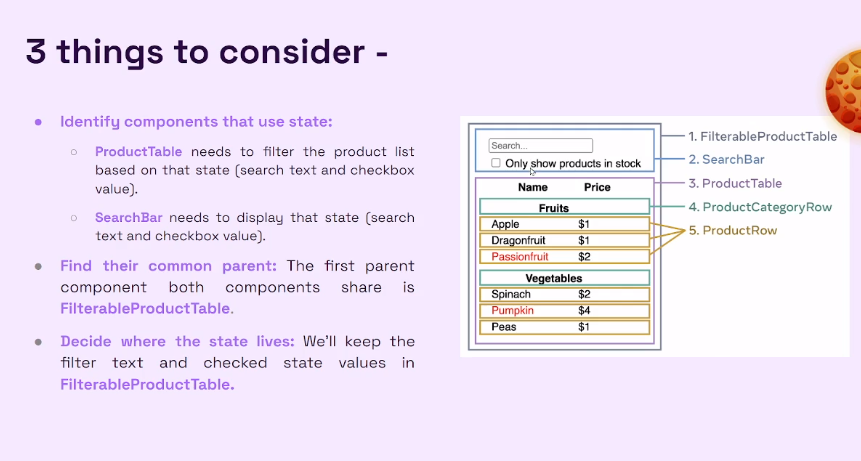 3 things to consider -
● Identify components that use state:
○ ProductTable needs to filter the product list
based on that state (search text and checkbox
value).
○ SearchBar needs to display that state (search
text and checkbox value).
● Find their common parent: The first parent
component both components share is
FilterableProductTable.
● Decide where the state lives: We'll keep the
filter text and checked state values in
FilterableProductTable.
Search...
Only show products in stock
Name Price
Fruits
Apple $1
Dragonfruit $1
Passionfruit $2
Vegetables
Spinach $2
Pumpkin $4
Peas $1
1. FilterableProductTable
2. SearchBar
3. ProductTable
4. ProductCategoryRow
5. ProductRow